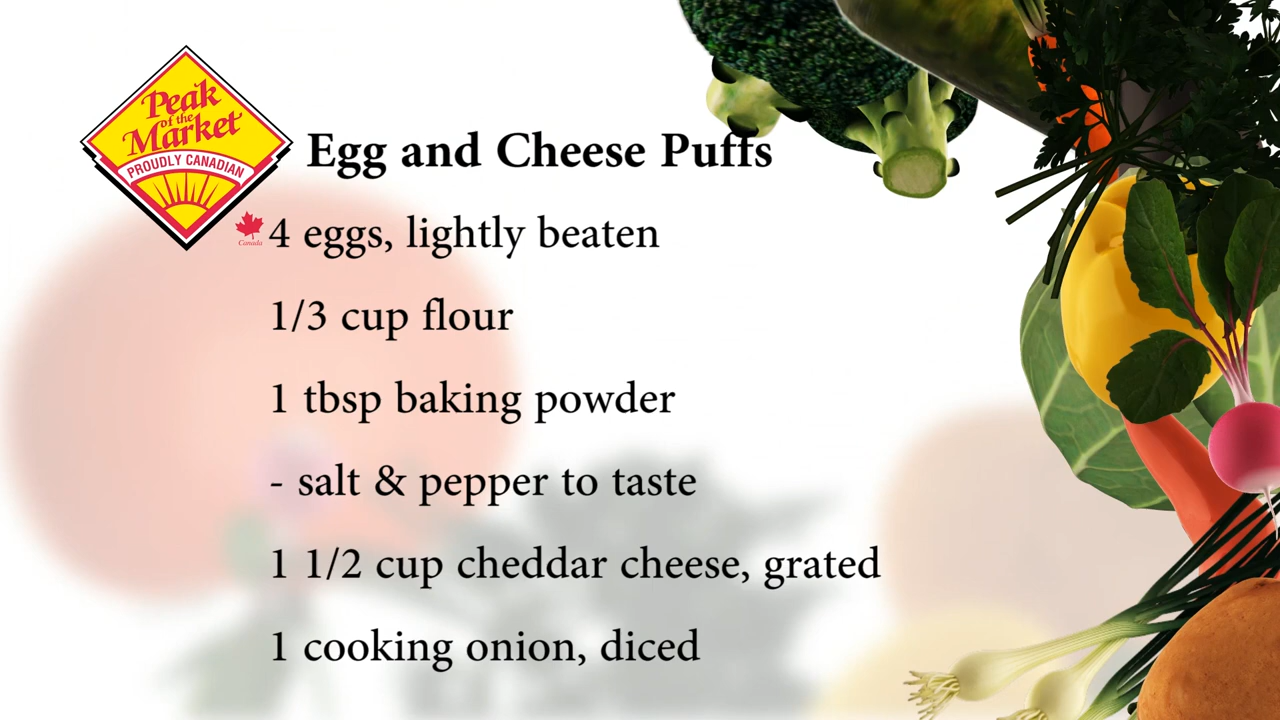 Peak
of the
Market
PROUDLY CANADIAN
Canada
Egg and Cheese Puffs
4 eggs, lightly beaten
1/3 cup flour
1 tbsp baking powder
- salt & pepper to taste
1 1/2 cup cheddar cheese, grated
1 cooking onion, diced